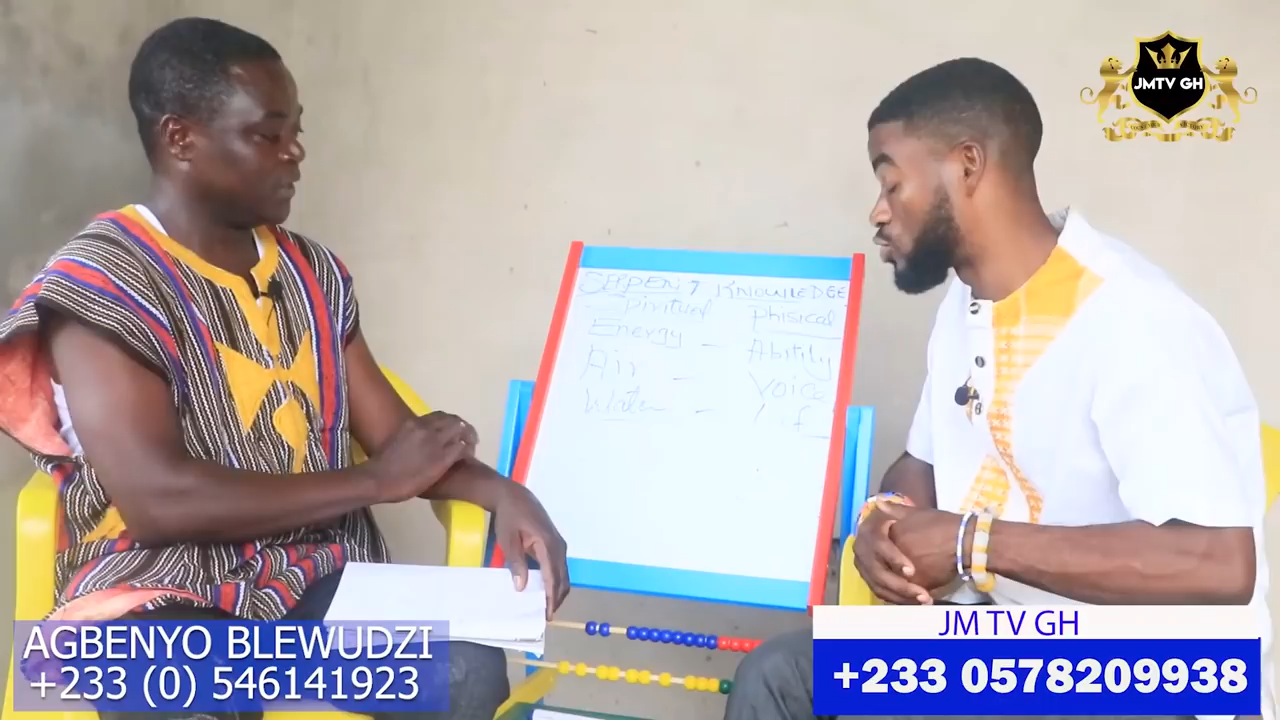 JMTV GH
SERPENT KNOWLEDGE
Spiritual phisical
Energy - Abitily
Air - Voice
Water -
AGBENYO BLEWUDZI
+233 (0) 546141923
JM TV GH
+233 0578209938